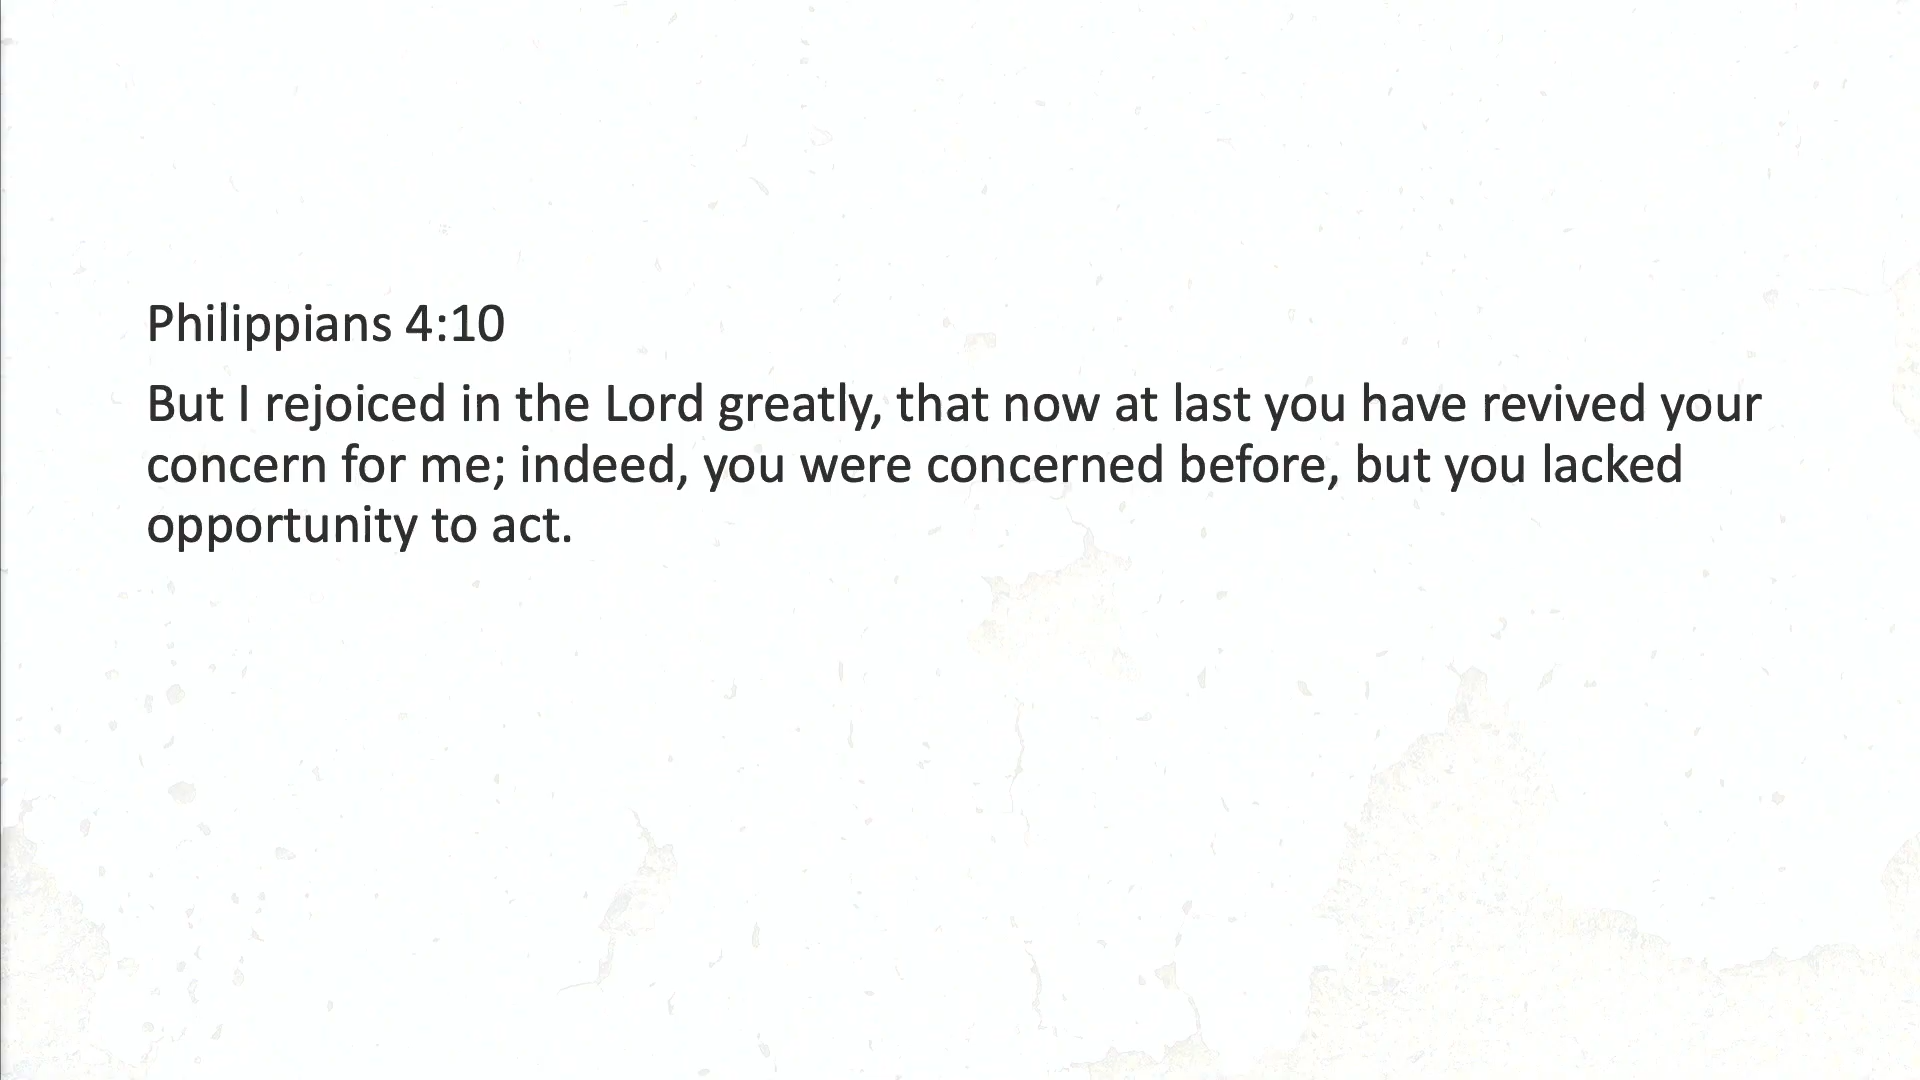 Philippians 4:10
But I rejoiced in the Lord greatly, that now at last you have revived your
concern for me; indeed, you were concerned before, but you lacked
opportunity to act.